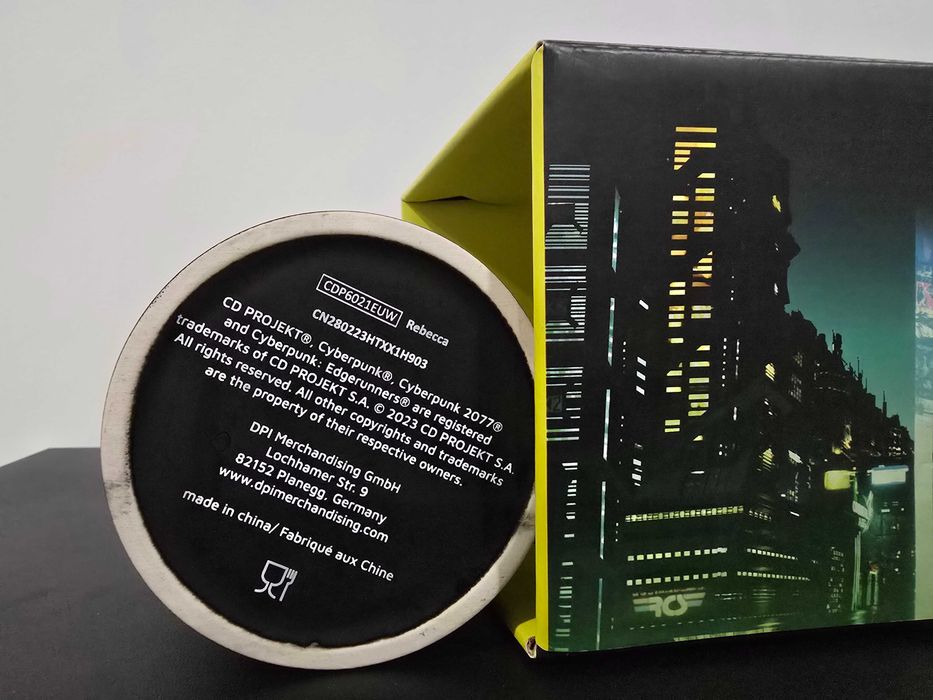 CDP6021EUW Rebecca
CN280223HTXX1H903
CD PROJEKT®, Cyberpunk®, Cyberpunk 2077®
and Cyberpunk: Edgerunners® are registered
trademarks of CD PROJEKT S.A. © 2023 CD PROJEKT S.A.
All rights reserved. All other copyrights and trademarks
are the property of their respective owners.
DPI Merchandising GmbH
Lochhamer Str. 9
82152 Planegg, Germany
www.dpimerchandising.com
made in china/ Fabriqué aux Chine